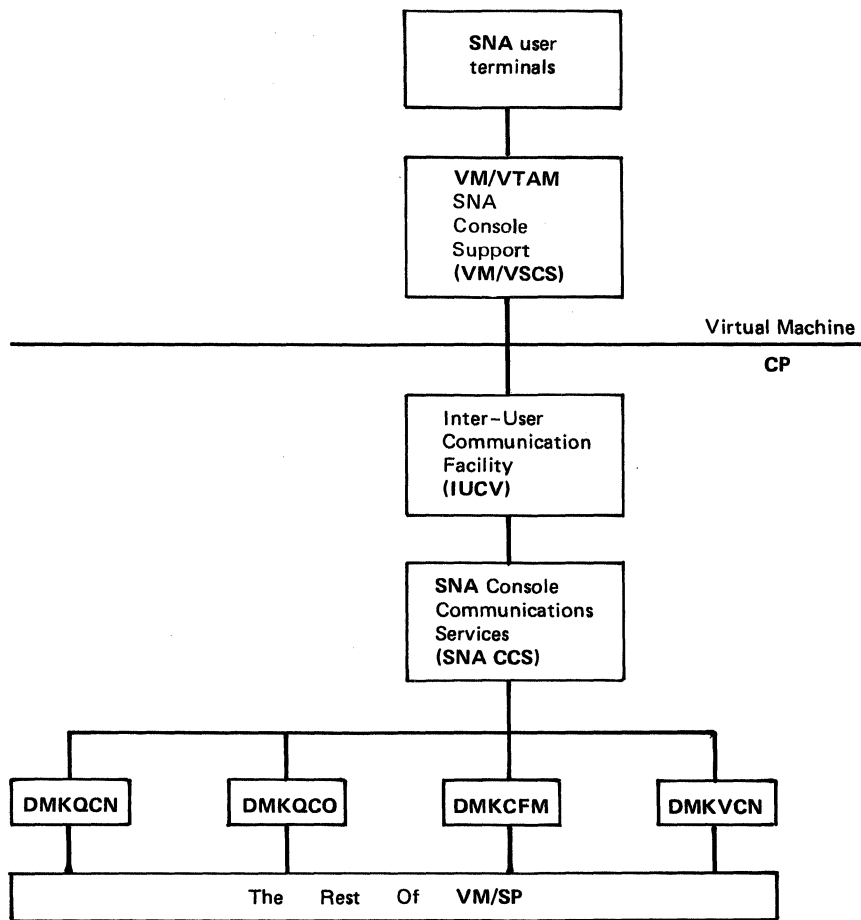 SNA user
terminals
VM/VTAM
SNA
Console
Support
(VM/VSCS)
Virtual Machine
CP
Inter-User
Communication
Facility
(IUCV)
SNA Console
Communications
Services
(SNA CCS)
DMKQCN
DMKQCO
DMKCFM
DMKVCN
The Rest Of VM/SP